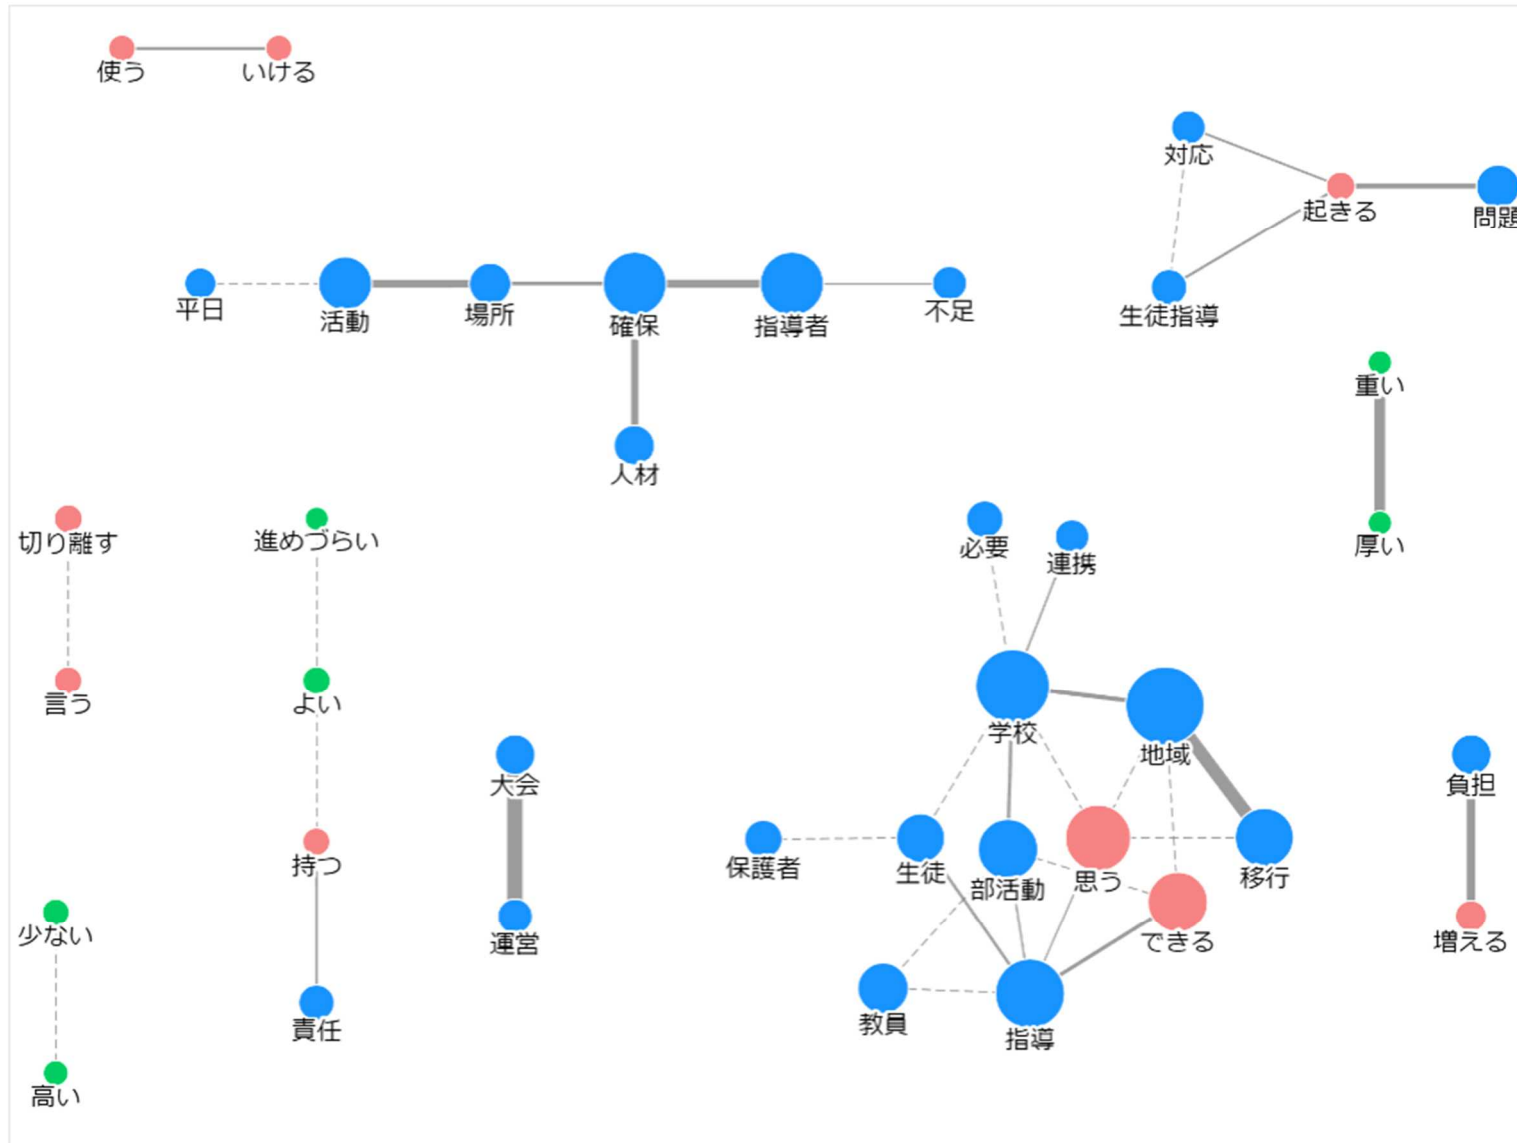 使う
いける
対応
起きる
問題
平日
活動
場所
確保
指導者
不足
生徒指導
重い
人材
切り離す
進めづらい
必要
連携
厚い
言う
よい
学校
地域
大会
負担
持つ
保護者
生徒
部活動
思う
移行
少ない
運営
できる
増える
責任
教員
指導
高い